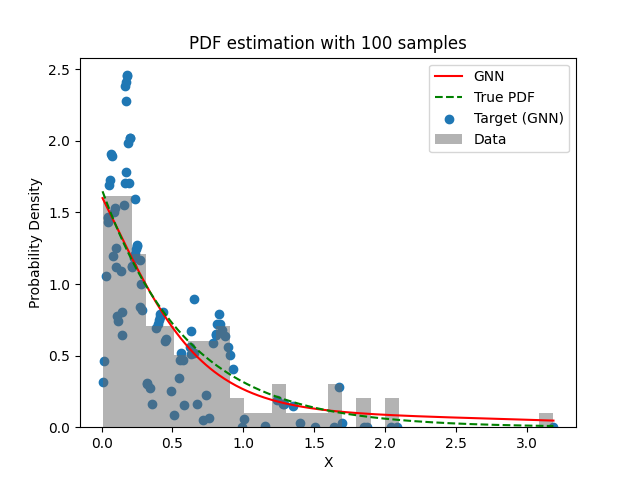 PDF estimation with 100 samples
GNN
True PDF
Target (GNN)
Data
Probability Density
2.5
2.0
1.5
1.0
0.5
0.0
0.0 0.5 1.0 1.5 2.0 2.5 3.0
X